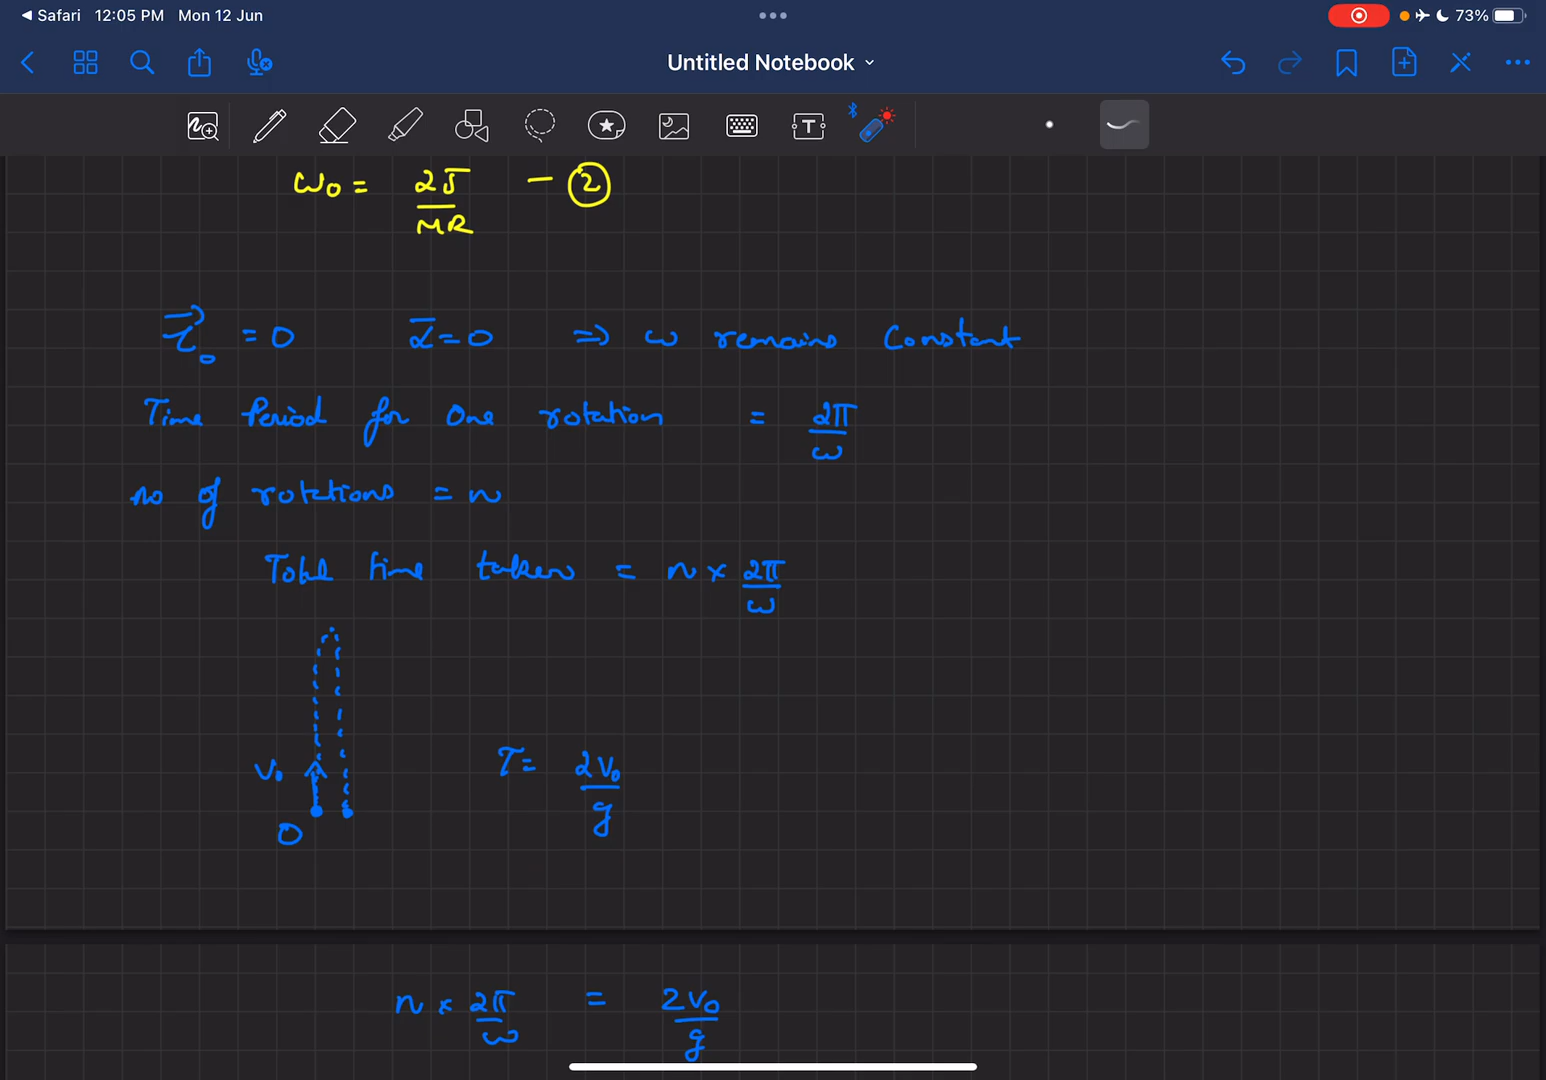 Safari 12:05 PM Mon 12 Jun 73%
Untitled Notebook
T
ω₀ = 2J/MR - ②
τ⃗₀ = 0 α⃗ = 0 ⇒ ω remains Constant
Time Period for One rotation = 2π/ω
no of rotations = n
Total time taken = n × 2π/ω
V₀ T = 2V₀/g
O
n × 2π/ω = 2V₀/g